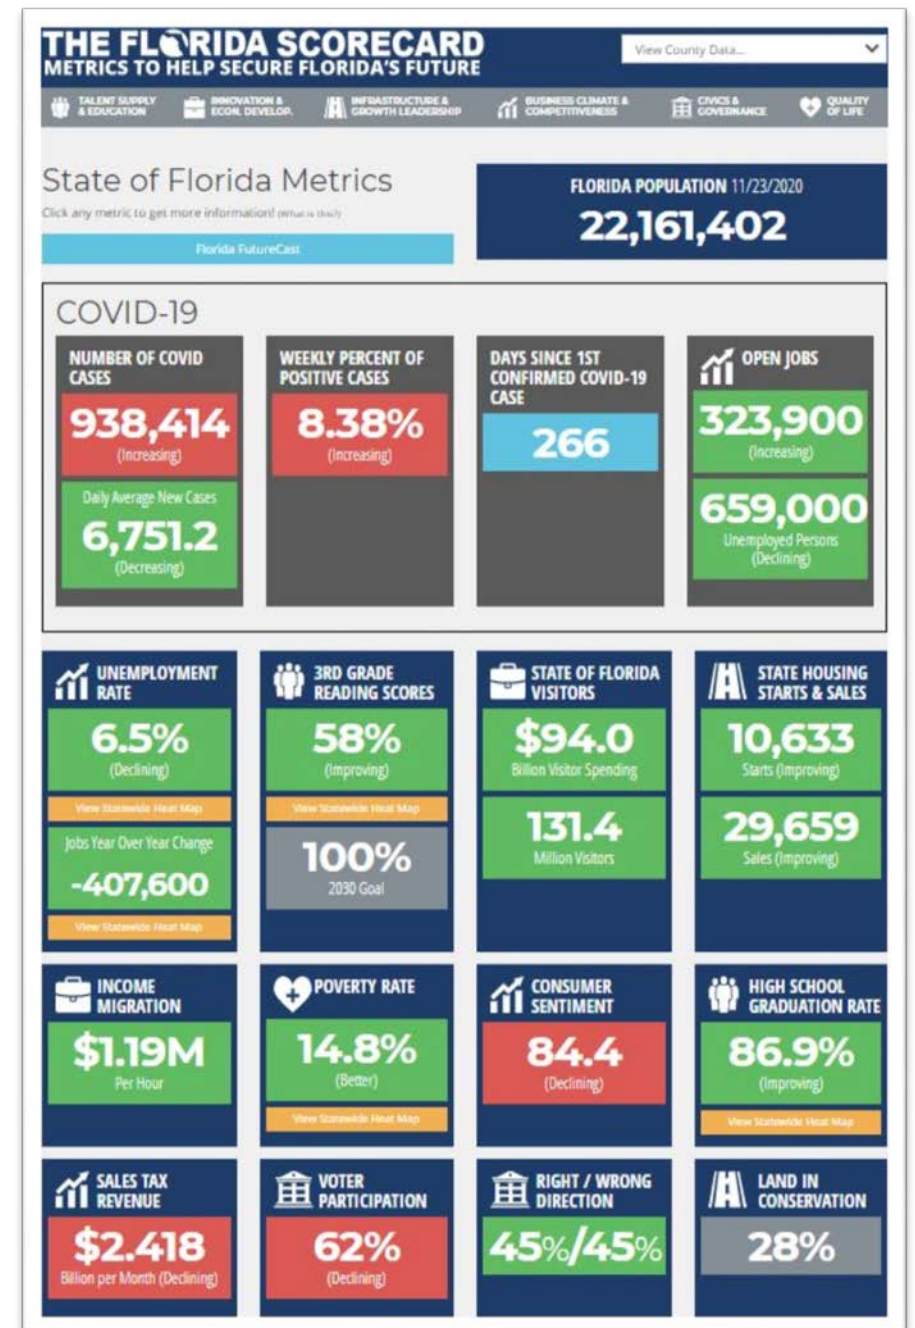 THE FLORIDA SCORECARD
METRICS TO HELP SECURE FLORIDA'S FUTURE
View County Data...
TALENT SUPPLY
& EDUCATION
INNOVATION &
ECON. DEVELOP.
INFRASTRUCTURE &
GROWTH LEADERSHIP
BUSINESS CLIMATE &
COMPETITIVENESS
CIVICS &
GOVERNANCE
QUALITY
OF LIFE
State of Florida Metrics
Click any metric to get more information! (What is this?)
Florida FutureCast
FLORIDA POPULATION 11/23/2020
22,161,402
COVID-19
NUMBER OF COVID
CASES
938,414
(Increasing)
Daily Average New Cases
6,751.2
(Decreasing)
WEEKLY PERCENT OF
POSITIVE CASES
8.38%
(Increasing)
DAYS SINCE 1ST
CONFIRMED COVID-19
CASE
266
OPEN JOBS
323,900
(Increasing)
659,000
Unemployed Persons
(Declining)
UNEMPLOYMENT
RATE
6.5%
(Declining)
View Statewide Heat Map
Jobs Year Over Year Change
-407,600
View Statewide Heat Map
3RD GRADE
READING SCORES
58%
(Improving)
View Statewide Heat Map
100%
2030 Goal
STATE OF FLORIDA
VISITORS
$94.0
Billion Visitor Spending
131.4
Million Visitors
STATE HOUSING
STARTS & SALES
10,633
Starts (Improving)
29,659
Sales (Improving)
INCOME
MIGRATION
$1.19M
Per Hour
POVERTY RATE
14.8%
(Better)
View Statewide Heat Map
CONSUMER
SENTIMENT
84.4
(Declining)
HIGH SCHOOL
GRADUATION RATE
86.9%
(Improving)
View Statewide Heat Map
SALES TAX
REVENUE
$2.418
Billion per Month (Declining)
VOTER
PARTICIPATION
62%
(Declining)
RIGHT / WRONG
DIRECTION
45%/45%
LAND IN
CONSERVATION
28%